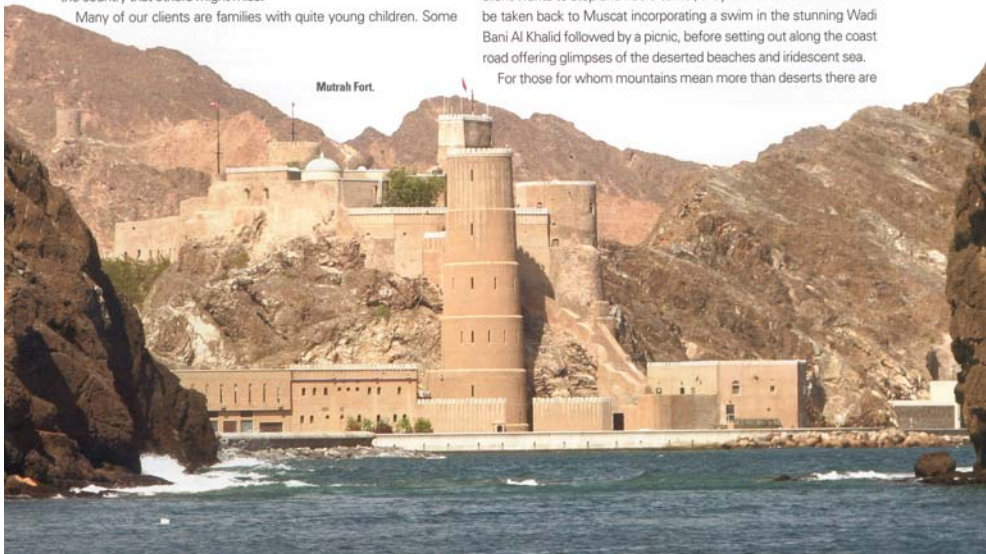 Many of our clients are families with quite young children. Some
be taken back to Muscat incorporating a swim in the stunning Wadi
Bani Al Khalid followed by a picnic, before setting out along the coast
road offering glimpses of the deserted beaches and iridescent sea.
For those for whom mountains mean more than deserts there are
Mutrah Fort.